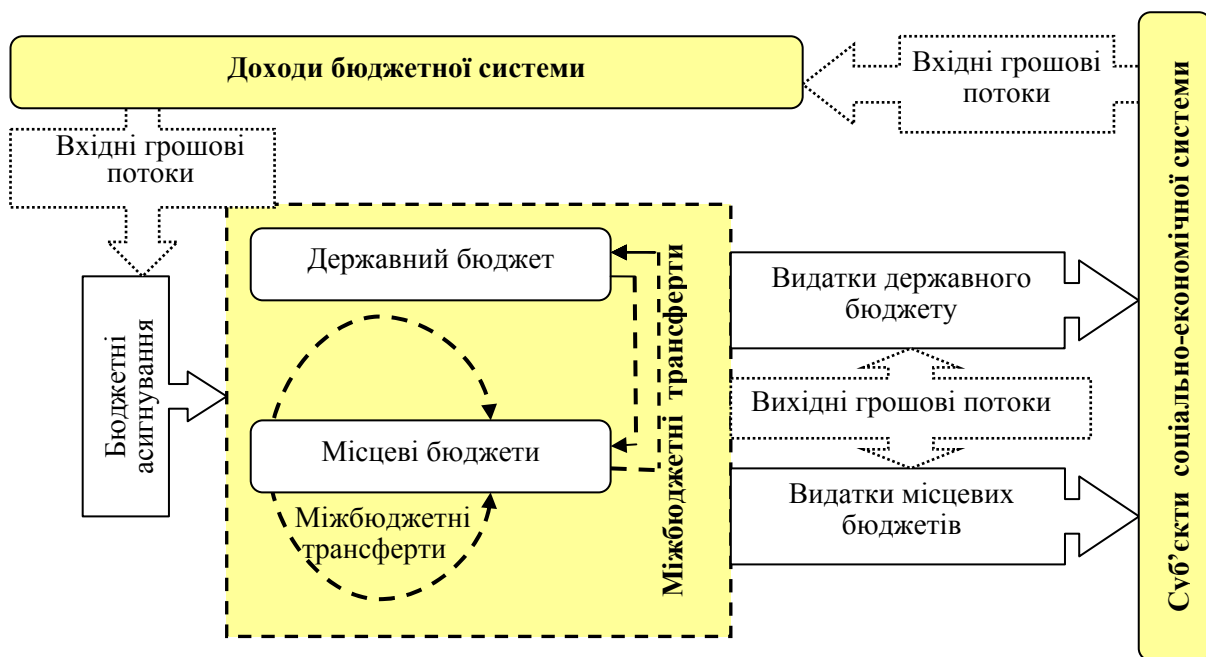 Доходи бюджетної системи
Вхідні грошові
потоки
Вхідні грошові
потоки
Суб’єкти соціально-економічної системи
Бюджетні
асигнування
Державний бюджет
Місцеві бюджети
Міжбюджетні
трансферти
Міжбюджетні трансферти
Видатки державного
бюджету
Вихідні грошові потоки
Видатки місцевих
бюджетів